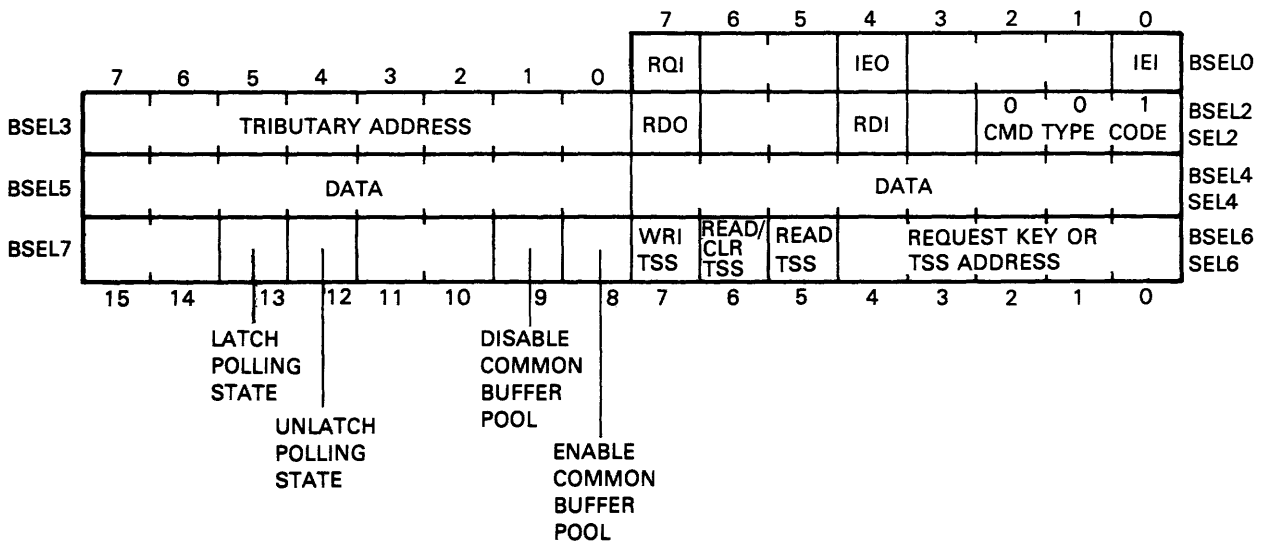 7 6 5 4 3 2 1 0
RQI IEO IEI BSEL0
7 6 5 4 3 2 1 0
0 0 1
BSEL3 TRIBUTARY ADDRESS RDO RDI CMD TYPE CODE BSEL2
SEL2
BSEL5 DATA DATA BSEL4
SEL4
BSEL7 WRI READ/ READ REQUEST KEY OR BSEL6
TSS CLR TSS TSS ADDRESS SEL6
TSS
15 14 13 12 11 10 9 8 7 6 5 4 3 2 1 0
LATCH
POLLING
STATE
UNLATCH
POLLING
STATE
DISABLE
COMMON
BUFFER
POOL
ENABLE
COMMON
BUFFER
POOL